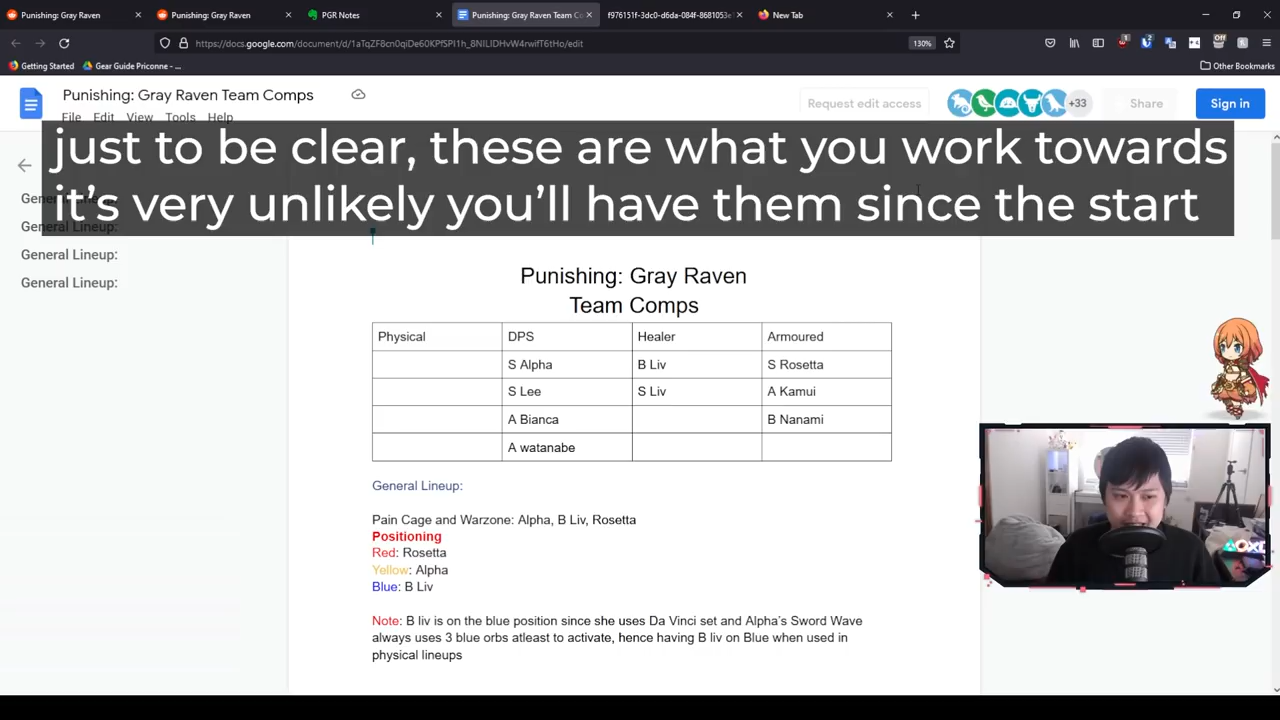 Punishing: Gray Raven
Punishing: Gray Raven
PGR Notes
Punishing: Gray Raven Team C
f976151f-3dc0-d6da-084f-8681053e
New Tab
130%
Getting Started
Gear Guide Priconne - ...
Other Bookmarks
Punishing: Gray Raven Team Comps
File Edit View Tools Help
Request edit access
+33
Share
Sign in
just to be clear, these are what you work towards
it's very unlikely you'll have them since the start
General Lineup:
General Lineup:
Punishing: Gray Raven
Team Comps
Physical DPS Healer Armoured
S Alpha B Liv S Rosetta
S Lee S Liv A Kamui
A Bianca B Nanami
A watanabe
General Lineup:
Pain Cage and Warzone: Alpha, B Liv, Rosetta
Positioning
Red: Rosetta
Yellow: Alpha
Blue: B Liv
Note: B liv is on the blue position since she uses Da Vinci set and Alpha's Sword Wave
always uses 3 blue orbs atleast to activate, hence having B liv on Blue when used in
physical lineups